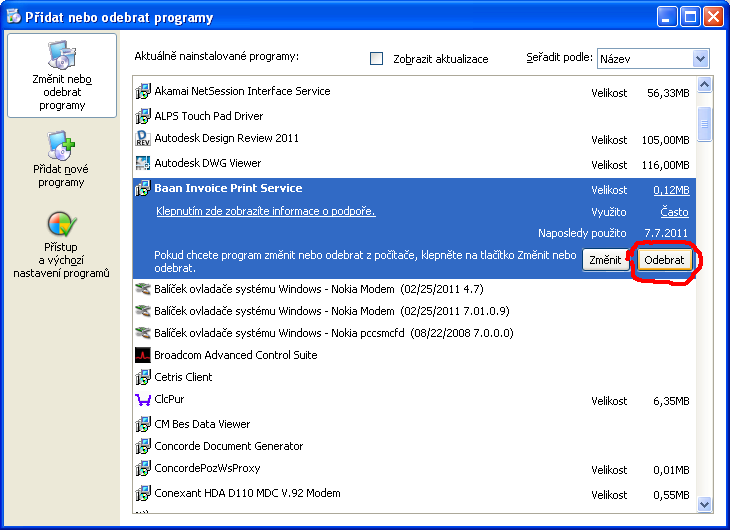 Přidat nebo odebrat programy
Změnit nebo
odebrat
programy
Přidat nové
programy
Přístup
a výchozí
nastavení programů
Aktuálně nainstalované programy:
Zobrazit aktualizace
Seřadit podle:
Název
Akamai NetSession Interface Service Velikost 56,33MB
ALPS Touch Pad Driver
Autodesk Design Review 2011 Velikost 105,00MB
Autodesk DWG Viewer Velikost 116,00MB
Baan Invoice Print Service Velikost 0,12MB
Klepnutím zde zobrazíte informace o podpoře. Využito Často
Naposledy použito 7.7.2011
Pokud chcete program změnit nebo odebrat z počítače, klepněte na tlačítko Změnit nebo
odebrat.
Změnit
Odebrat
Balíček ovladače systému Windows - Nokia Modem (02/25/2011 4.7)
Balíček ovladače systému Windows - Nokia Modem (02/25/2011 7.01.0.9)
Balíček ovladače systému Windows - Nokia pccsmcfd (08/22/2008 7.0.0.0)
Broadcom Advanced Control Suite
Cetris Client
ClcPur Velikost 6,35MB
CM Bes Data Viewer
Concorde Document Generator
ConcordePozWsProxy Velikost 0,01MB
Conexant HDA D110 MDC V.92 Modem Velikost 0,55MB